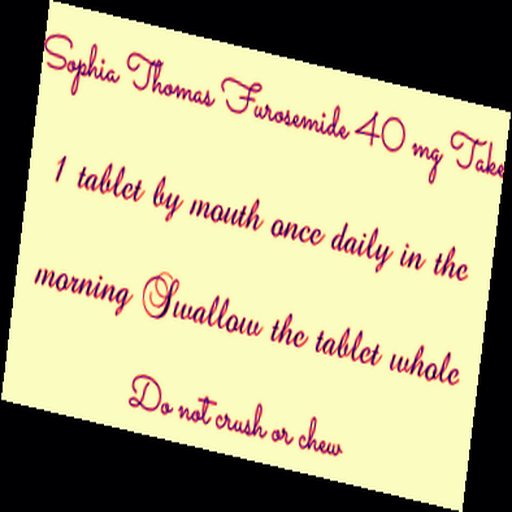 Sophia Thomas Furosemide 40 mg Take
1 tablet by mouth once daily in the
morning Swallow the tablet whole
Do not crush or chew